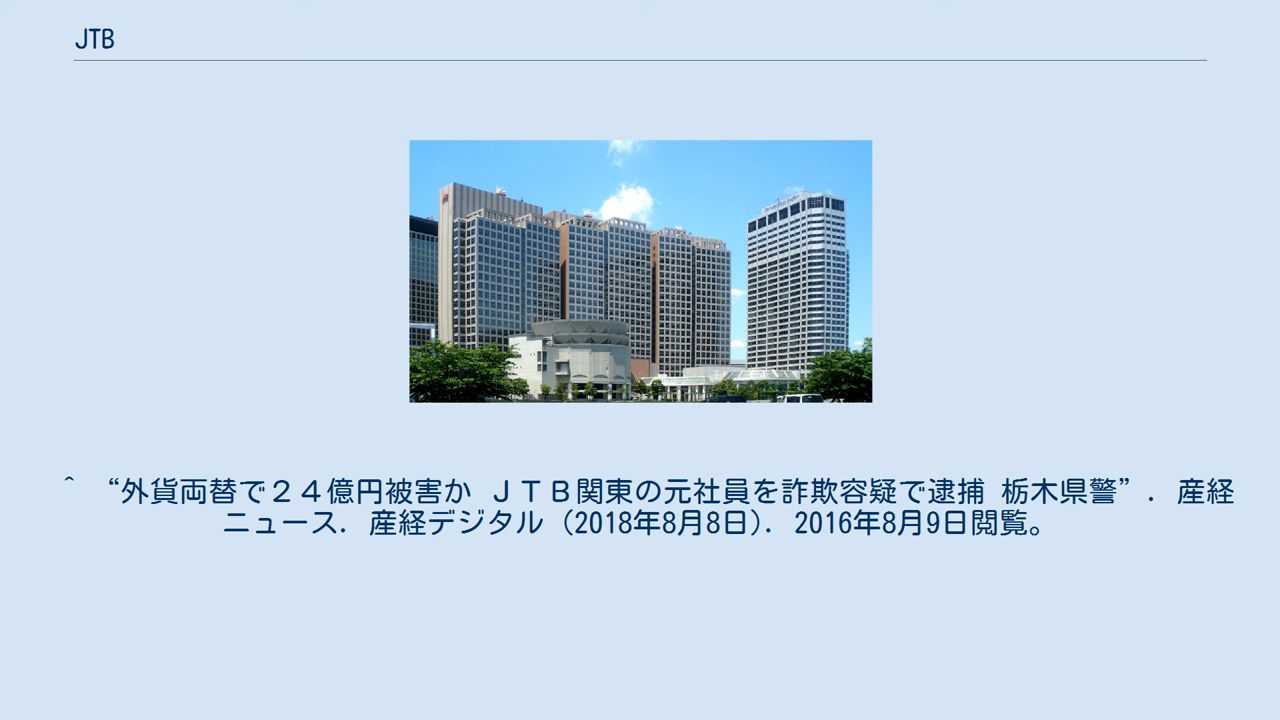 JTB
^ “外貨両替で２４億円被害か ＪＴＢ関東の元社員を詐欺容疑で逮捕 栃木県警”. 産経
ニュース. 産経デジタル (2018年8月8日). 2016年8月9日閲覧。